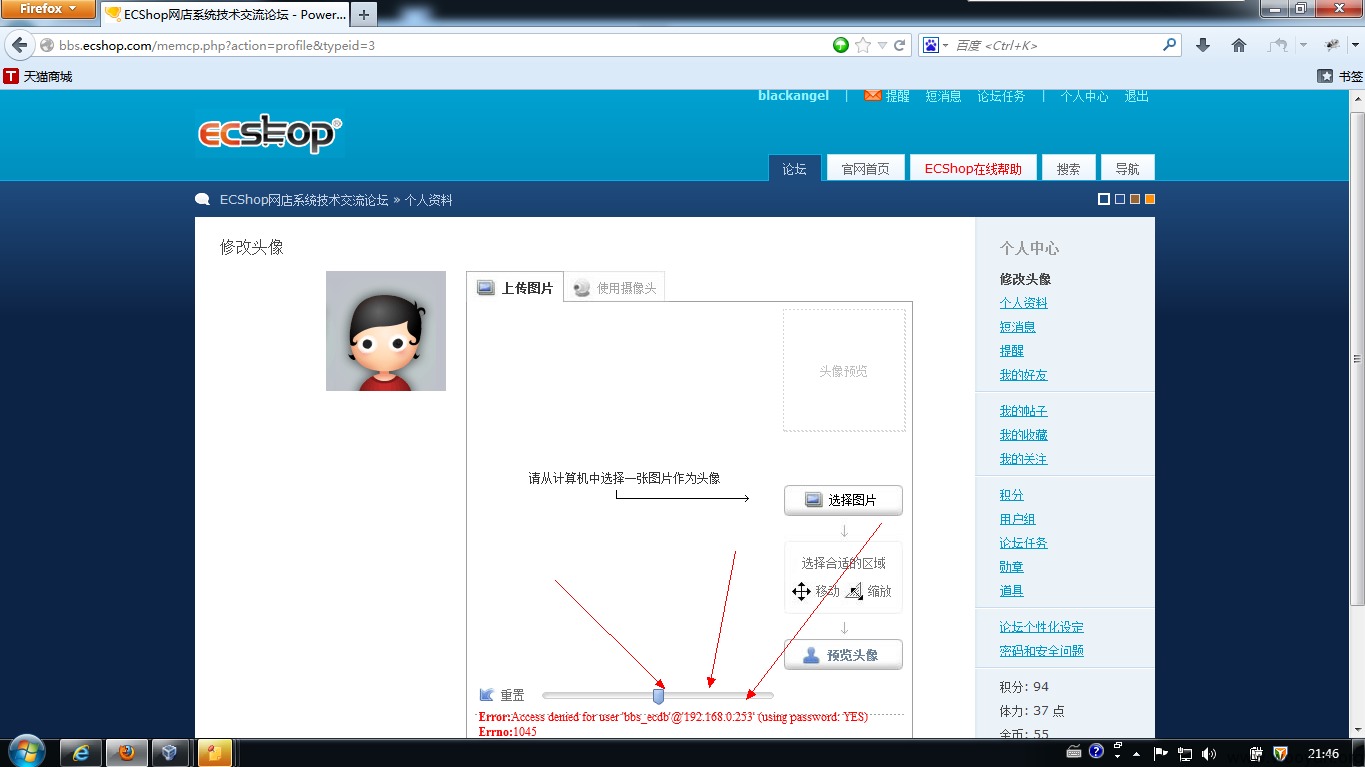 Firefox
ECShop网店系统技术交流论坛 - Power...
bbs.ecshop.com/memcp.php?action=profile&typeid=3
百度 <Ctrl+K>
天猫商城
书签
blackangel | 提醒 短消息 论坛任务 | 个人中心 退出
ECSHOP®
论坛 官网首页 ECShop在线帮助 搜索 导航
ECShop网店系统技术交流论坛 » 个人资料
修改头像
上传图片 使用摄像头
头像预览
请从计算机中选择一张图片作为头像
选择图片
选择合适的区域
移动 缩放
预览头像
重置
Error:Access denied for user 'bbs_ecdb'@'192.168.0.253' (using password: YES)
Errno:1045
个人中心
修改头像
个人资料
短消息
提醒
我的好友
我的帖子
我的收藏
我的关注
积分
用户组
论坛任务
勋章
道具
论坛个性化设定
密码和安全问题
积分: 94
体力: 37 点
金币: 55
21:46